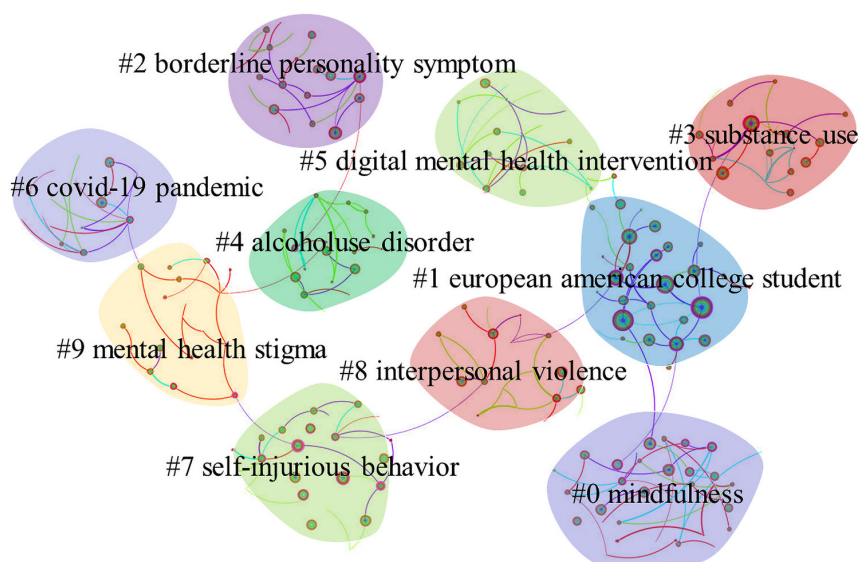 #2 borderline personality symptom
#3 substance use
#5 digital mental health intervention
#6 covid-19 pandemic
#4 alcoholuse disorder
#1 european american college student
#9 mental health stigma
#8 interpersonal violence
#7 self-injurious behavior
#0 mindfulness